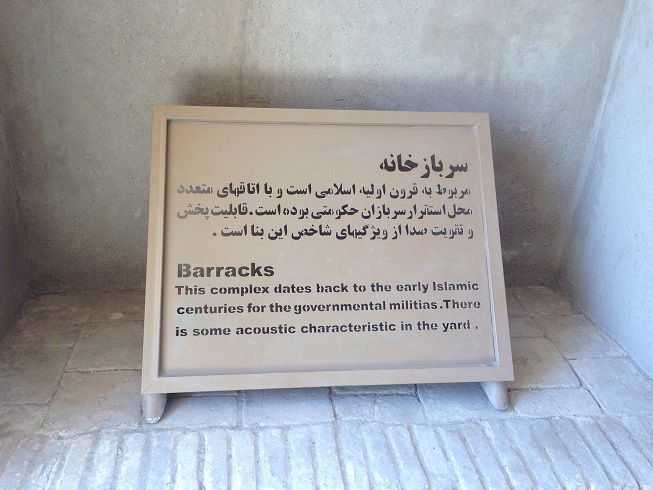 سربازخانه
مربوط به قرون اولیه اسلامی است و با اتاقهای متعدد
محل استقرار سربازان حکومتی بوده است. قابلیت پخش
و تقویت صدا از ویژگیهای شاخص این بنا است .
Barracks
This complex dates back to the early Islamic
centuries for the governmental militias .There
is some acoustic characteristic in the yard .